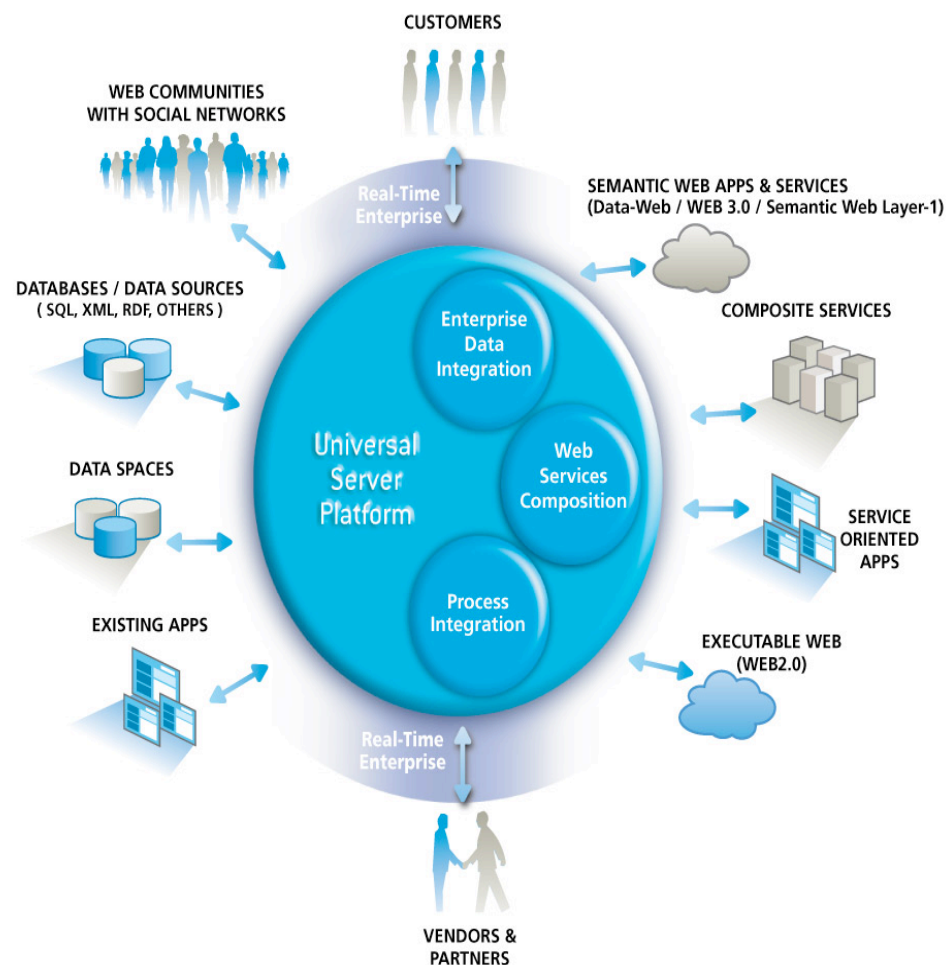 CUSTOMERS
WEB COMMUNITIES
WITH SOCIAL NETWORKS
Real-Time
Enterprise
SEMANTIC WEB APPS & SERVICES
(Data-Web / WEB 3.0 / Semantic Web Layer-1)
DATABASES / DATA SOURCES
( SQL, XML, RDF, OTHERS )
COMPOSITE SERVICES
Enterprise
Data
Integration
Universal
Server
Platform
Web
Services
Composition
DATA SPACES
SERVICE
ORIENTED
APPS
Process
Integration
EXISTING APPS
EXECUTABLE WEB
(WEB2.0)
Real-Time
Enterprise
VENDORS &
PARTNERS